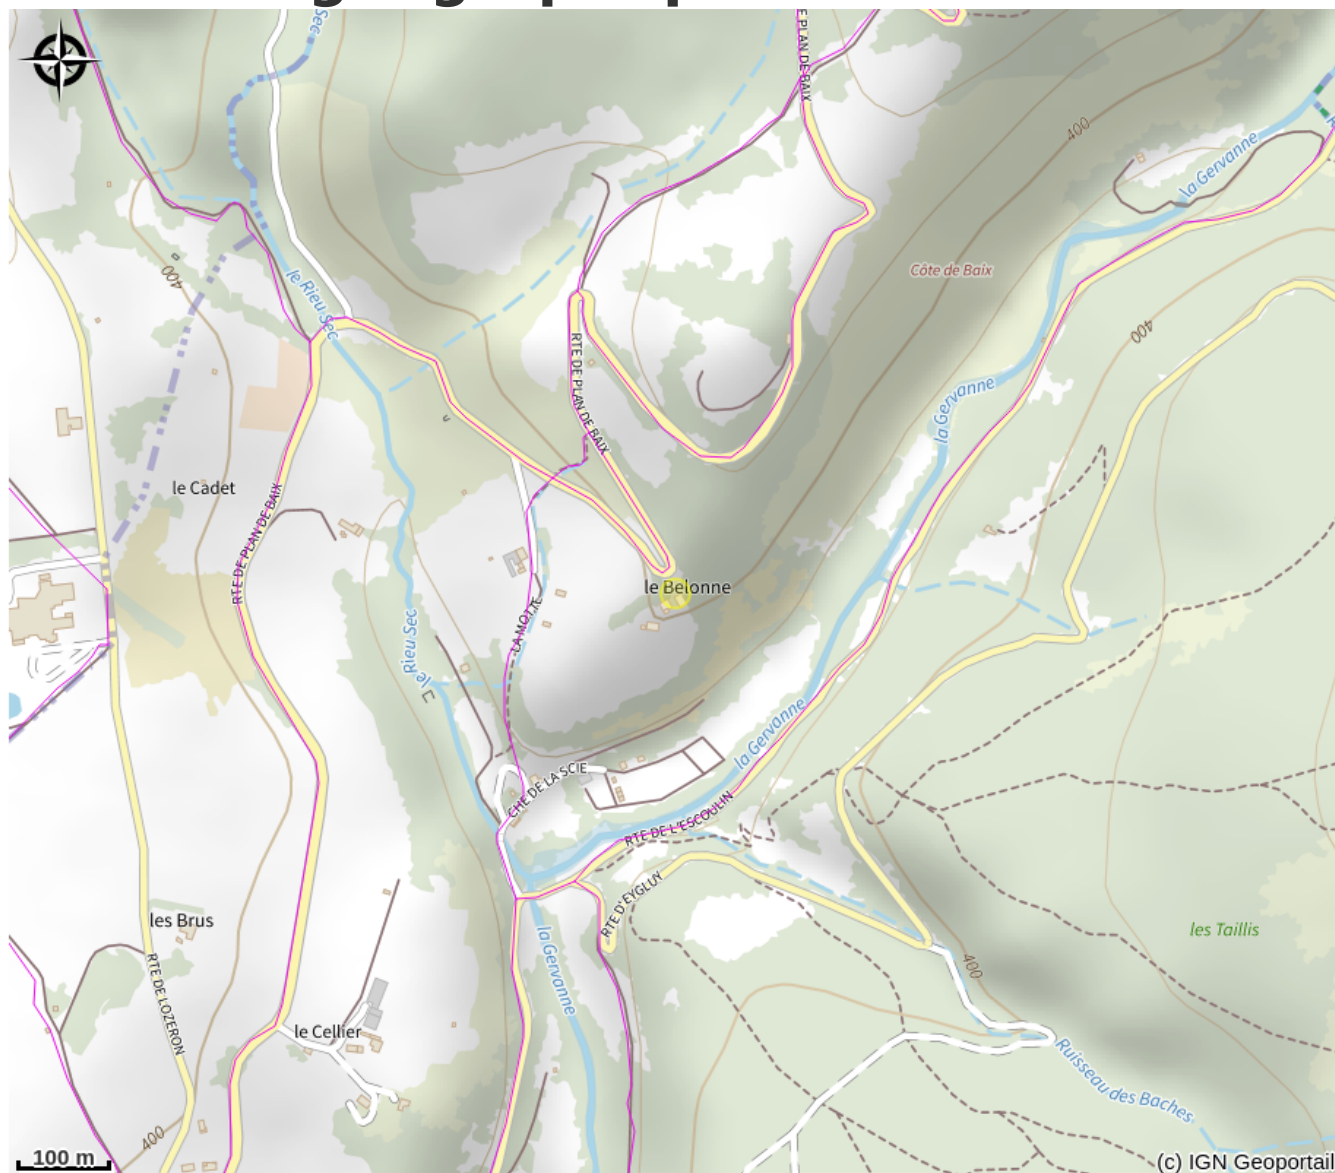 Sec
E PLAN DE BAIX
400
la Gervanne
400
le Rieu Sec
Côte de Baix
400
RTE DE PLAN DE BAIX
la Gervanne
le Cadet
RTE DE PLAN DE BAIX
le Belonne
LA MOTTE
le Rieu Sec
la Gervanne
CHE DE LA SCIE
RTE DE L'ESCOULIN
RTE D'EYGLUY
les Brus
les Taillis
la Gervanne
400
RTE DE LOZERON
le Cellier
Ruisseau des Baches
400
100 m
(c) IGN Geoportail